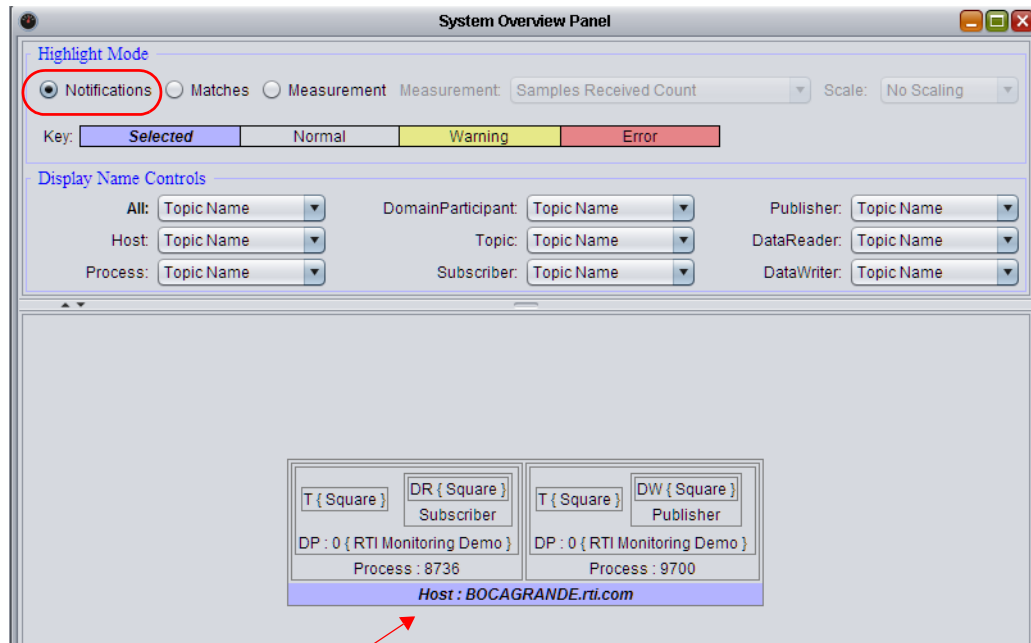 System Overview Panel
Highlight Mode
Notifications Matches Measurement Measurement: Samples Received Count Scale: No Scaling
Key: Selected Normal Warning Error
Display Name Controls
All: Topic Name DomainParticipant: Topic Name Publisher: Topic Name
Host: Topic Name Topic: Topic Name DataReader: Topic Name
Process: Topic Name Subscriber: Topic Name DataWriter: Topic Name
T { Square } DR { Square } T { Square } DW { Square }
Subscriber Publisher
DP : 0 { RTI Monitoring Demo } DP : 0 { RTI Monitoring Demo }
Process : 8736 Process : 9700
Host : BOCAGRANDE.rti.com